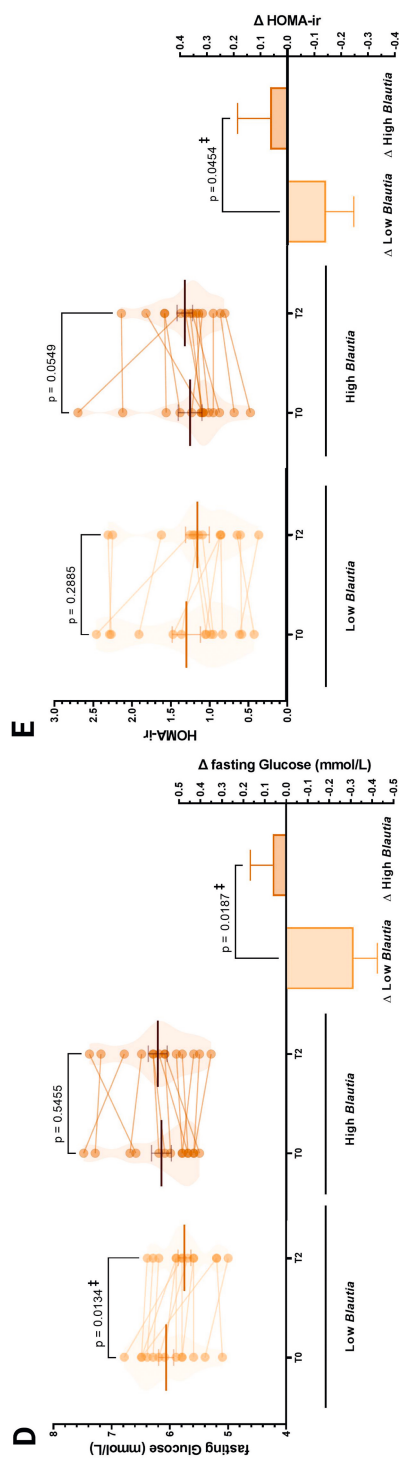 D
fasting Glucose (mmol/L)
8
6
4
p = 0.0134 ‡
T0
T2
Low Blautia
p = 0.5455
T0
T2
High Blautia
p = 0.0187 ‡
Δ Low Blautia
Δ High Blautia
0.5
0.4
0.3
0.2
0.1
0.0
-0.1
-0.2
-0.3
-0.4
-0.5
Δ fasting Glucose (mmol/L)
E
HOMA-ir
3.0
2.5
2.0
1.5
1.0
0.5
0.0
p = 0.2885
T0
T2
Low Blautia
p = 0.0549
T0
T2
High Blautia
p = 0.0454 ‡
Δ Low Blautia
Δ High Blautia
0.4
0.3
0.2
0.1
0.0
-0.1
-0.2
-0.3
-0.4
Δ HOMA-ir